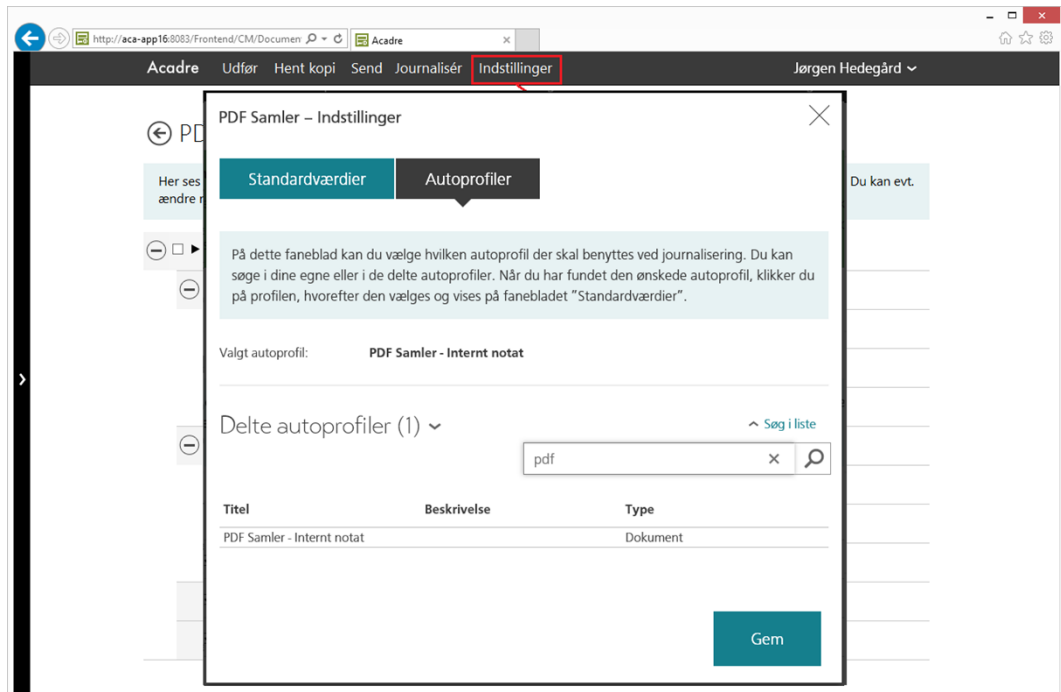 http://aca-app16:8083/Frontend/CM/Documen
Acadre
Acadre Udfør Hent kopi Send Journalisér Indstillinger Jørgen Hedegård
PD
PDF Samler – Indstillinger
Her ses
ændre
Du kan evt.
Standardværdier Autoprofiler
På dette faneblad kan du vælge hvilken autoprofil der skal benyttes ved journalisering. Du kan
søge i dine egne eller i de delte autoprofiler. Når du har fundet den ønskede autoprofil, klikker du
på profilen, hvorefter den vælges og vises på fanebladet ”Standardværdier”.
Valgt autoprofil: PDF Samler - Internt notat
Delte autoprofiler (1)
Søg i liste
pdf
Titel Beskrivelse Type
PDF Samler - Internt notat Dokument
Gem